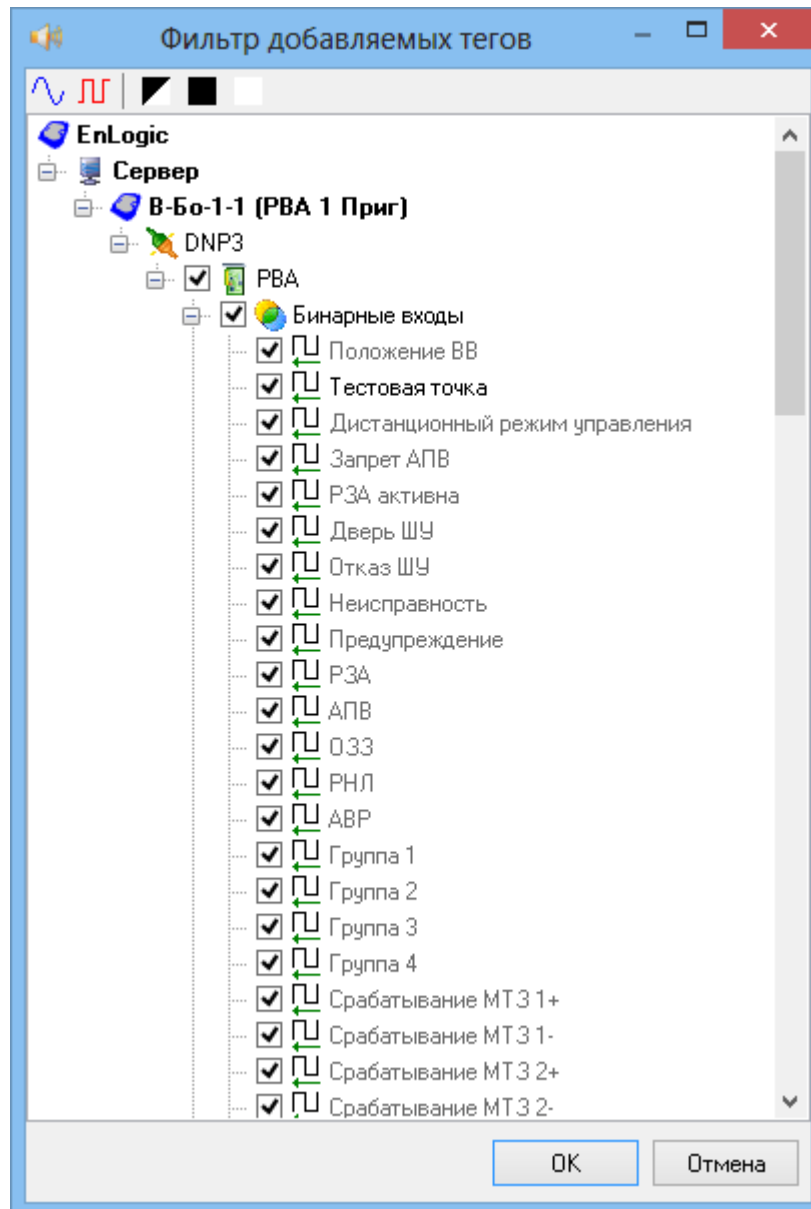 Фильтр добавляемых тегов
EnLogic
Сервер
В-Бо-1-1 (РВА 1 Приг)
DNP3
РВА
Бинарные входы
Положение ВВ
Тестовая точка
Дистанционный режим управления
Запрет АПВ
РЗА активна
Дверь ШУ
Отказ ШУ
Неисправность
Предупреждение
РЗА
АПВ
ОЗЗ
РНЛ
АВР
Группа 1
Группа 2
Группа 3
Группа 4
Срабатывание МТЗ 1+
Срабатывание МТЗ 1-
Срабатывание МТЗ 2+
Срабатывание МТЗ 2-
OK Отмена